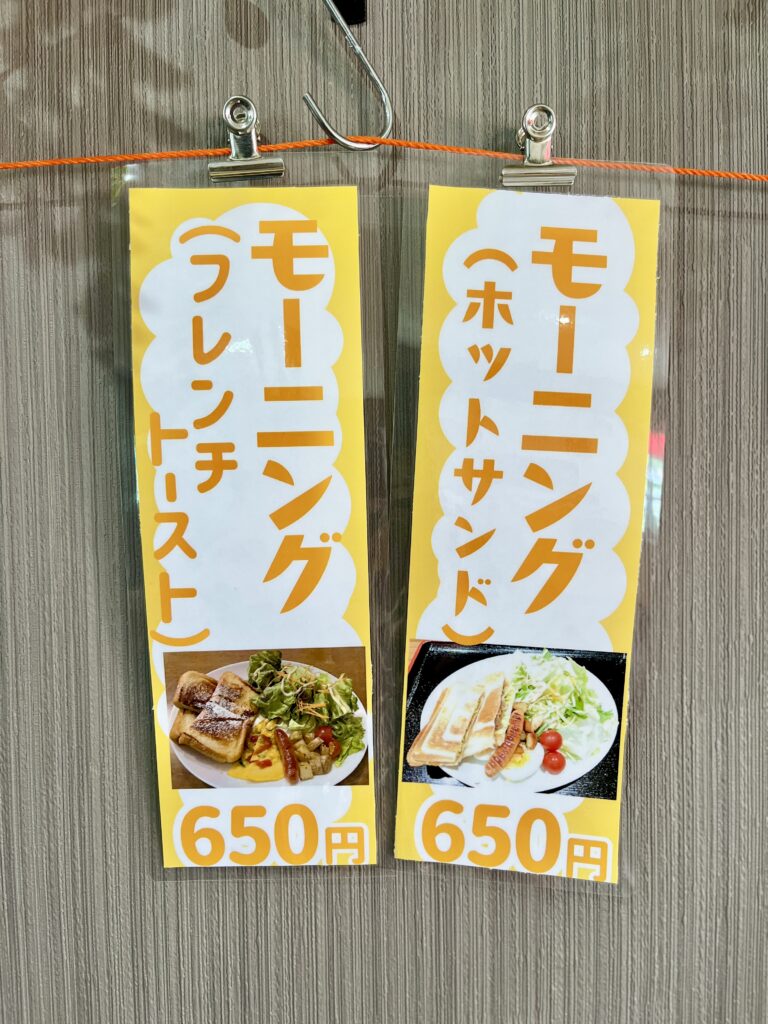 モーニング
（フレンチ
トースト）
650円
モーニング
（ホットサンド）
650円